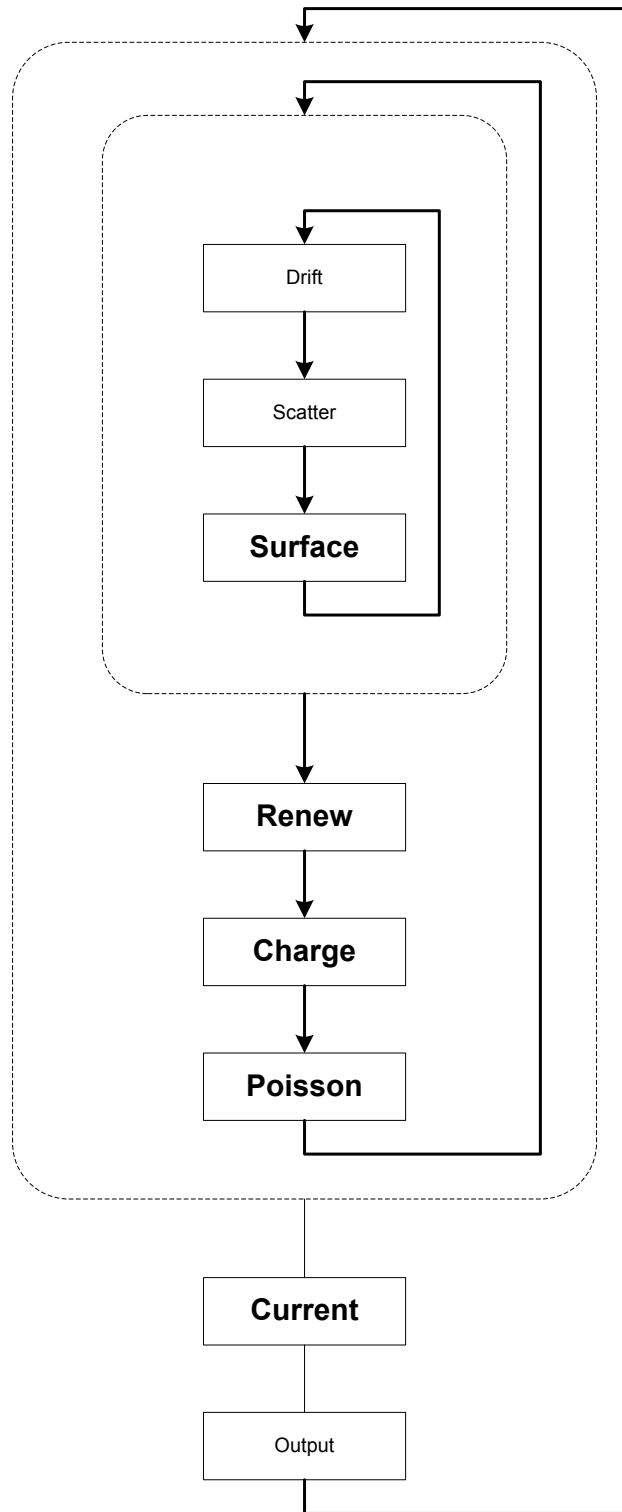 Drift
Scatter
Surface
Renew
Charge
Poisson
Current
Output